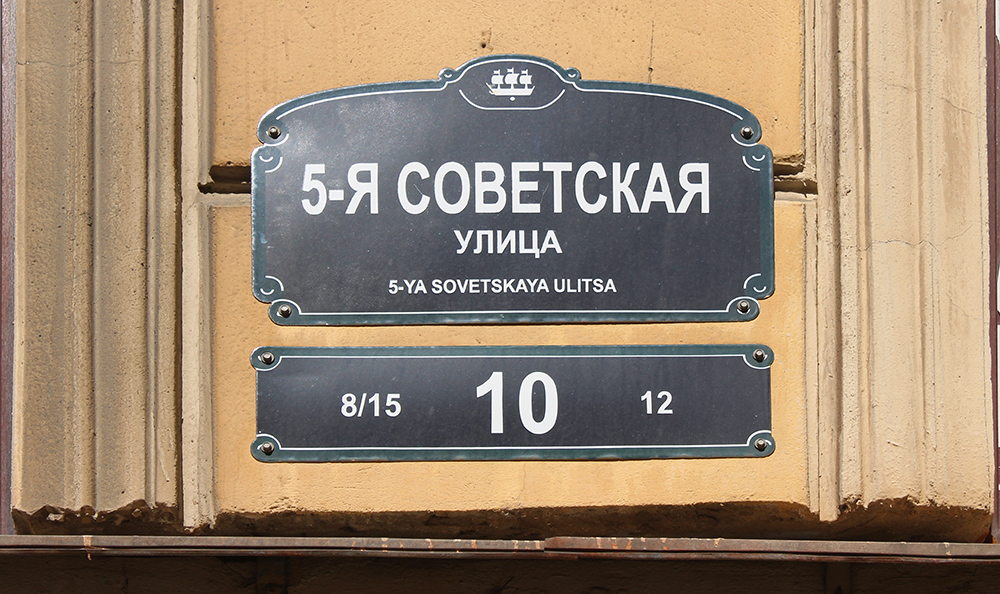 5-Я СОВЕТСКАЯ
УЛИЦА
5-YA SOVETSKAYA ULITSA
8/15 10 12